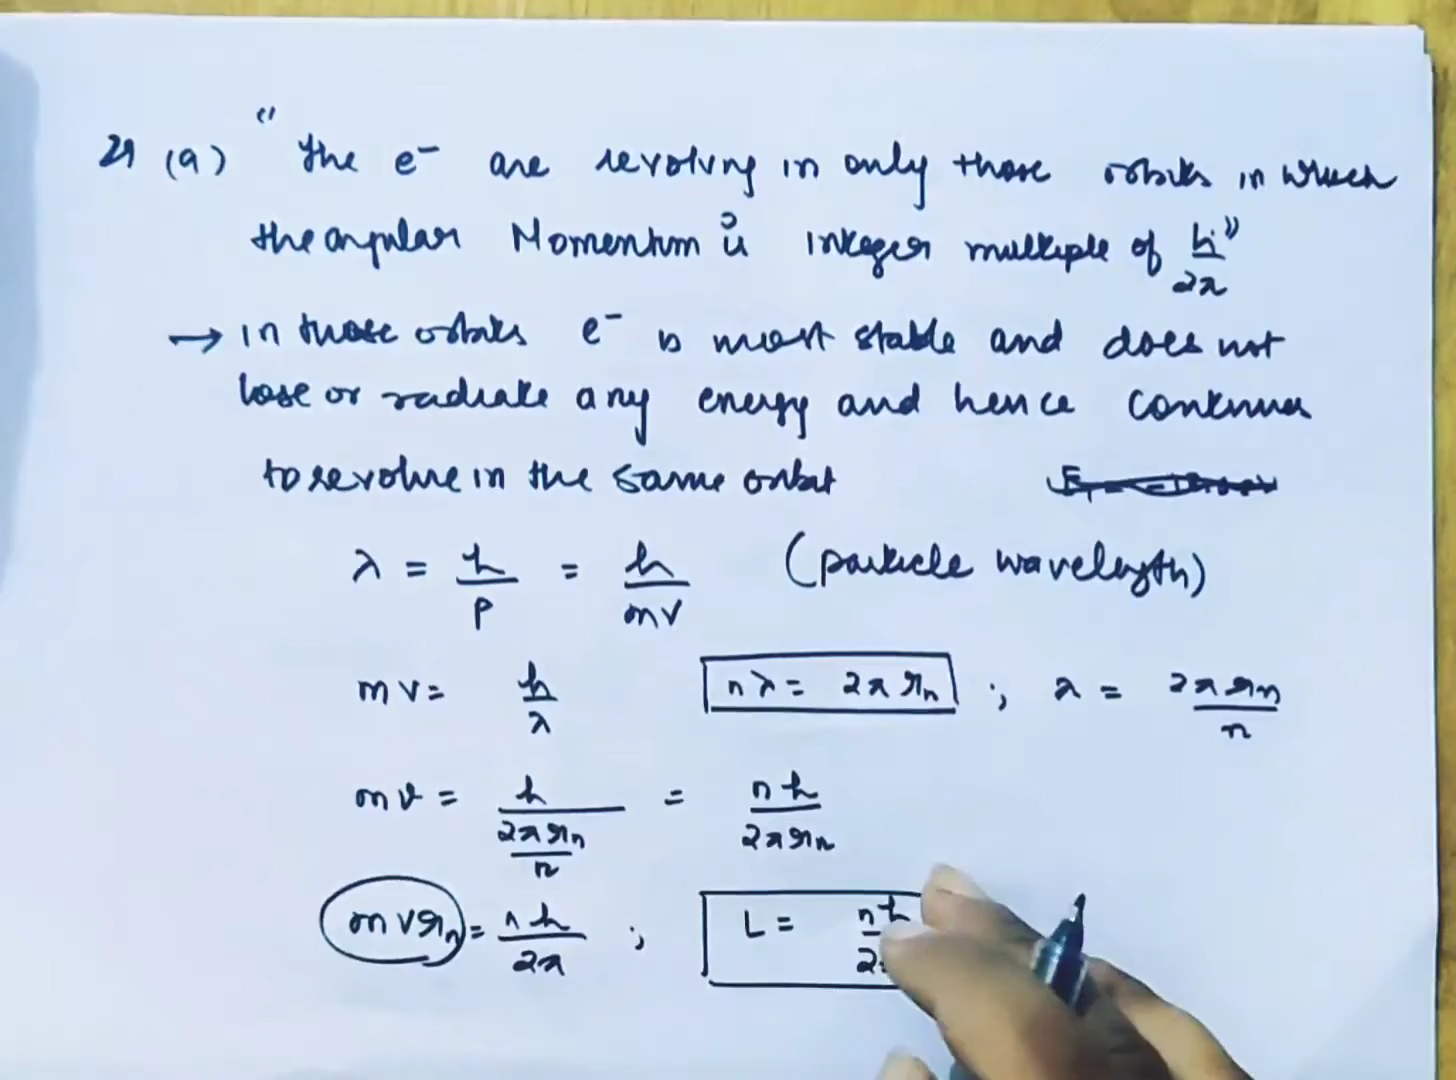 21 (a) "the e⁻ are revolving in only those orbits in which
the angular Momentum is integer multiple of h/2π"
→ in those orbits e⁻ is most stable and does not
lose or radiate any energy and hence continues
to revolve in the same orbit
λ = h/p = h/mv (particle wavelength)
mv = h/λ nλ = 2πrₙ ; λ = 2πrₙ/n
mv = h/(2πrₙ/n) = nh/2πrₙ
mvrₙ = nh/2π ; L = nh/2